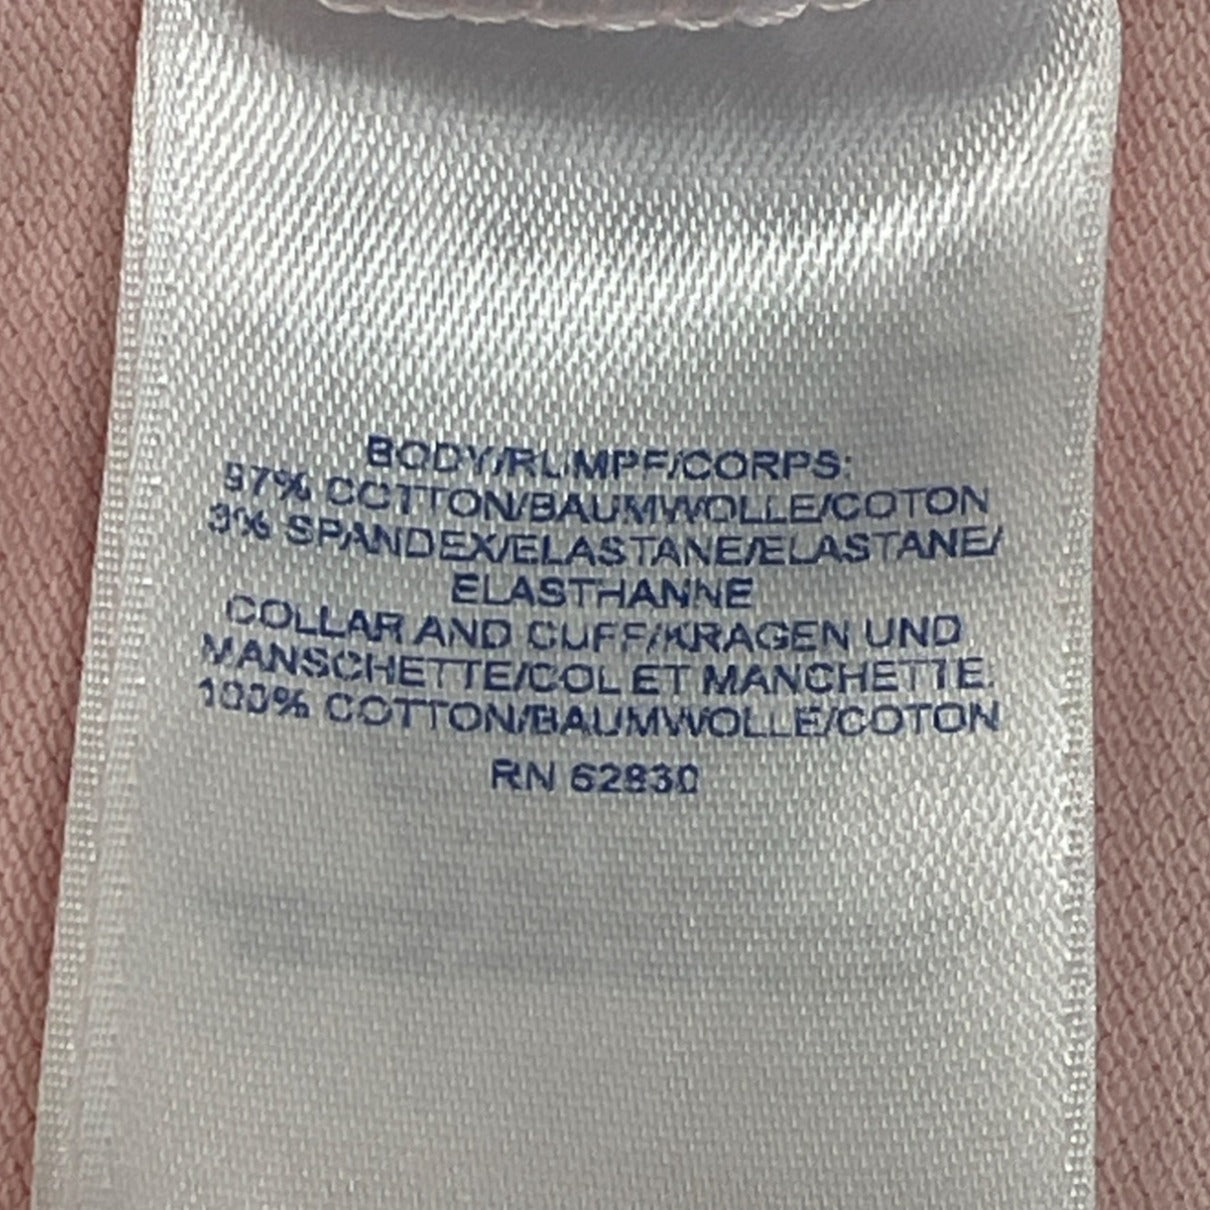 BODY/RUMPF/CORPS:
97% COTTON/BAUMWOLLE/COTON
3% SPANDEX/ELASTANE/ELASTANE/
ELASTHANNE
COLLAR AND CUFF/KRAGEN UND
MANSCHETTE/COL ET MANCHETTE:
100% COTTON/BAUMWOLLE/COTON
RN 62830